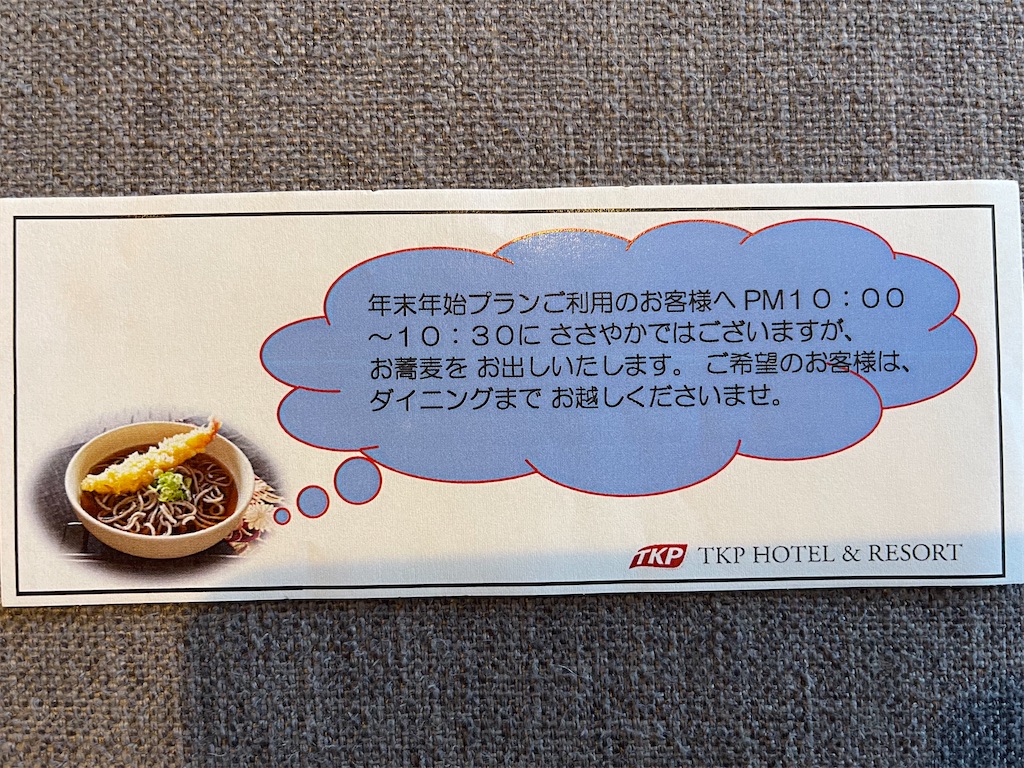 年末年始プランご利用のお客様へ PM１０：００
～１０：３０に ささやかではございますが、
お蕎麦を お出しいたします。 ご希望のお客様は、
ダイニングまで お越しくださいませ。
TKP TKP HOTEL & RESORT